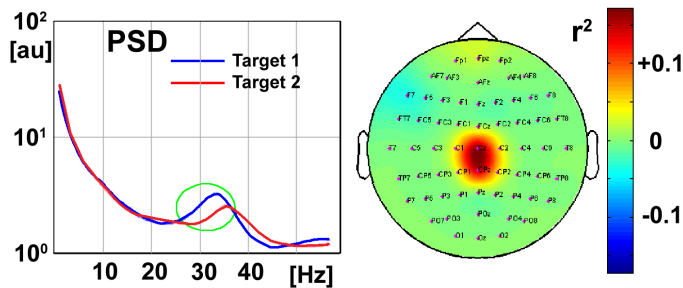 10² [au] PSD
Target 1
Target 2
10¹
10⁰
10 20 30 40 [Hz]
r²
+0.1
0
-0.1
Fp1 Fpz Fp2
AF7 AF3 AFz AF4 AF8
F7 F5 F3 F1 Fz F2 F4 F6 F8
FT7 FC5 FC3 FC1 FCz FC2 FC4 FC6 FT8
C3 C1 Cz C2 C4 T8
TP7 CP5 CP3 CP1 CPz CP2 CP4 CP6 TP8
P7 P5 P3 P1 Pz P2 P4 P6 P8
PO7 PO3 POz PO4 PO8
O1 Oz O2